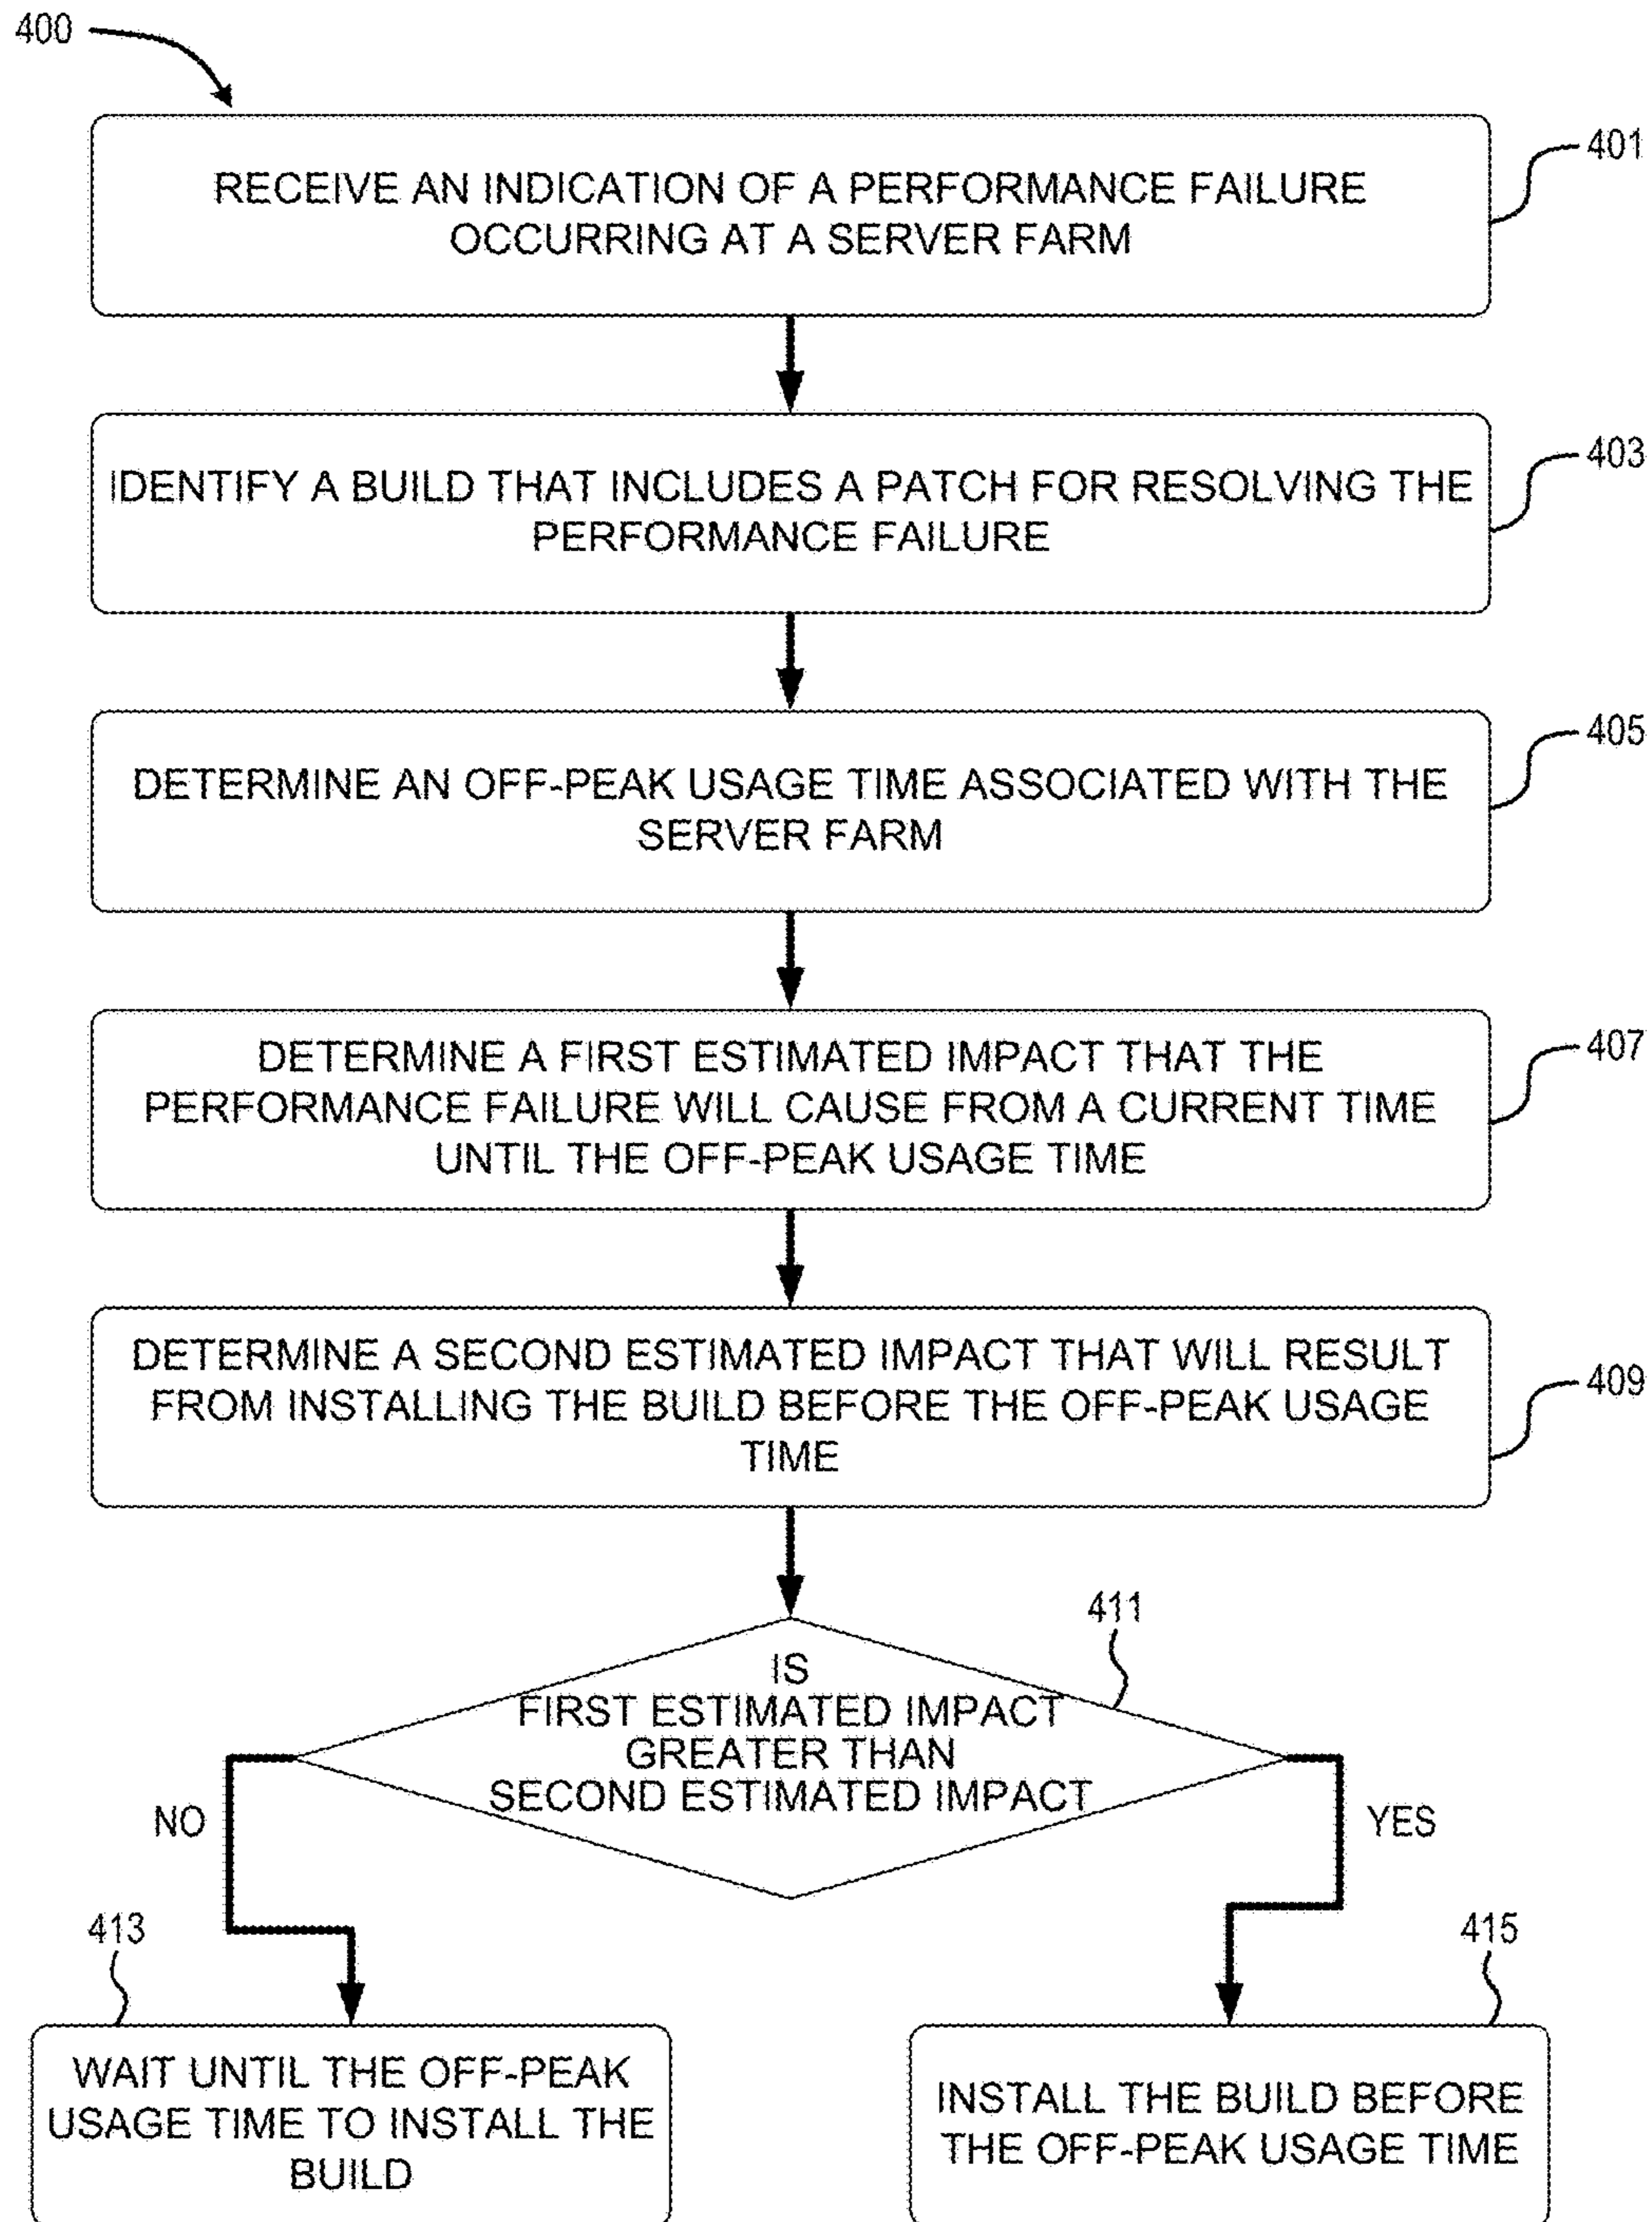 400
401
RECEIVE AN INDICATION OF A PERFORMANCE FAILURE
OCCURRING AT A SERVER FARM
403
IDENTIFY A BUILD THAT INCLUDES A PATCH FOR RESOLVING THE
PERFORMANCE FAILURE
405
DETERMINE AN OFF-PEAK USAGE TIME ASSOCIATED WITH THE
SERVER FARM
407
DETERMINE A FIRST ESTIMATED IMPACT THAT THE
PERFORMANCE FAILURE WILL CAUSE FROM A CURRENT TIME
UNTIL THE OFF-PEAK USAGE TIME
409
DETERMINE A SECOND ESTIMATED IMPACT THAT WILL RESULT
FROM INSTALLING THE BUILD BEFORE THE OFF-PEAK USAGE
TIME
411
IS
FIRST ESTIMATED IMPACT
GREATER THAN
SECOND ESTIMATED IMPACT
NO
YES
413
WAIT UNTIL THE OFF-PEAK
USAGE TIME TO INSTALL THE
BUILD
415
INSTALL THE BUILD BEFORE
THE OFF-PEAK USAGE TIME